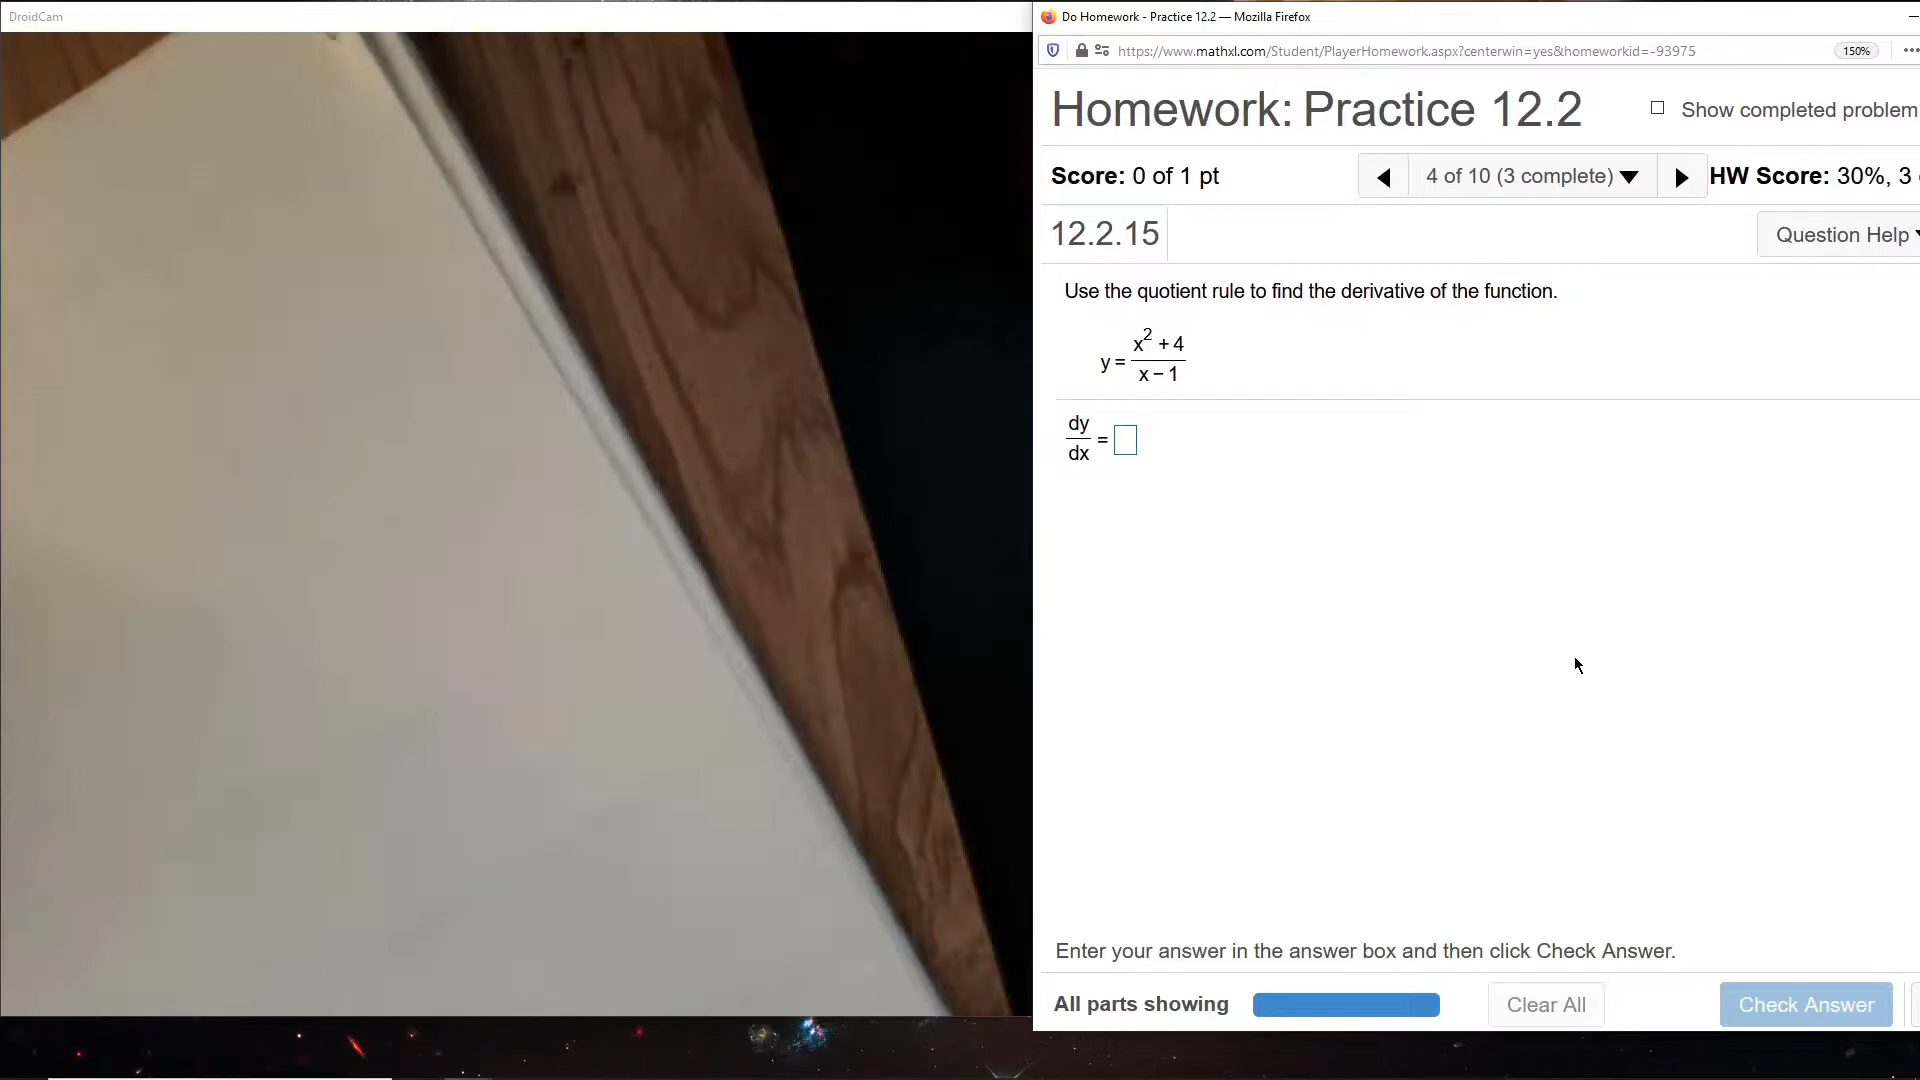 DroidCam
Do Homework - Practice 12.2 — Mozilla Firefox
https://www.mathxl.com/Student/PlayerHomework.aspx?centerwin=yes&homeworkid=-93975
150%
Homework: Practice 12.2
Show completed problem
Score: 0 of 1 pt
4 of 10 (3 complete)
HW Score: 30%, 3
12.2.15
Question Help
Use the quotient rule to find the derivative of the function.
y = (x² + 4)/(x − 1)
dy/dx =
Enter your answer in the answer box and then click Check Answer.
All parts showing
Clear All
Check Answer